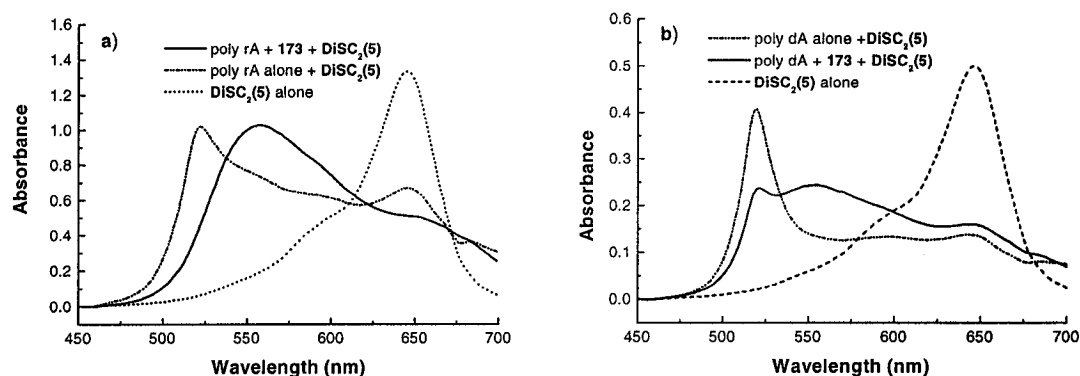 a)
poly rA + 173 + DiSC2(5)
poly rA alone + DiSC2(5)
DiSC2(5) alone
1.6
1.4
1.2
1.0
0.8
0.6
0.4
0.2
0.0
Absorbance
450 500 550 600 650 700
Wavelength (nm)
b)
poly dA alone +DiSC2(5)
poly dA + 173 + DiSC2(5)
DiSC2(5) alone
0.6
0.5
0.4
0.3
0.2
0.1
0.0
Absorbance
450 500 550 600 650 700
Wavelength (nm)